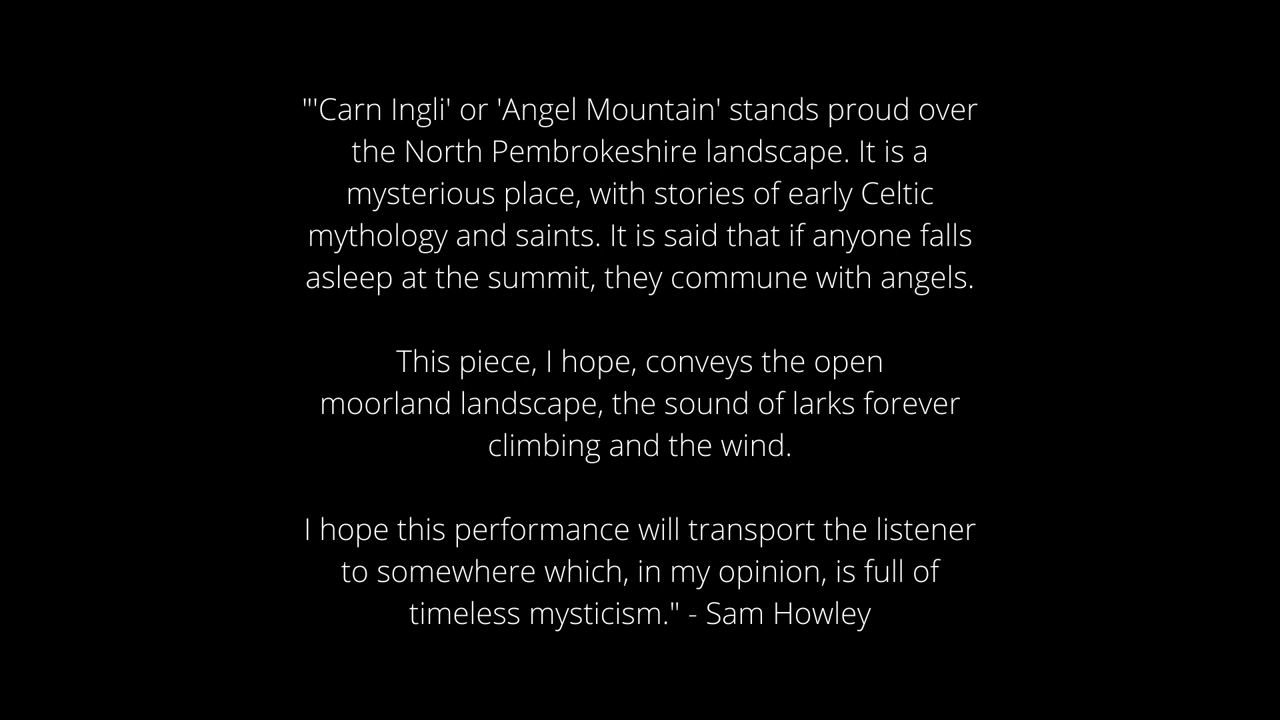 "'Carn Ingli' or 'Angel Mountain' stands proud over
the North Pembrokeshire landscape. It is a
mysterious place, with stories of early Celtic
mythology and saints. It is said that if anyone falls
asleep at the summit, they commune with angels.
This piece, I hope, conveys the open
moorland landscape, the sound of larks forever
climbing and the wind.
I hope this performance will transport the listener
to somewhere which, in my opinion, is full of
timeless mysticism." - Sam Howley